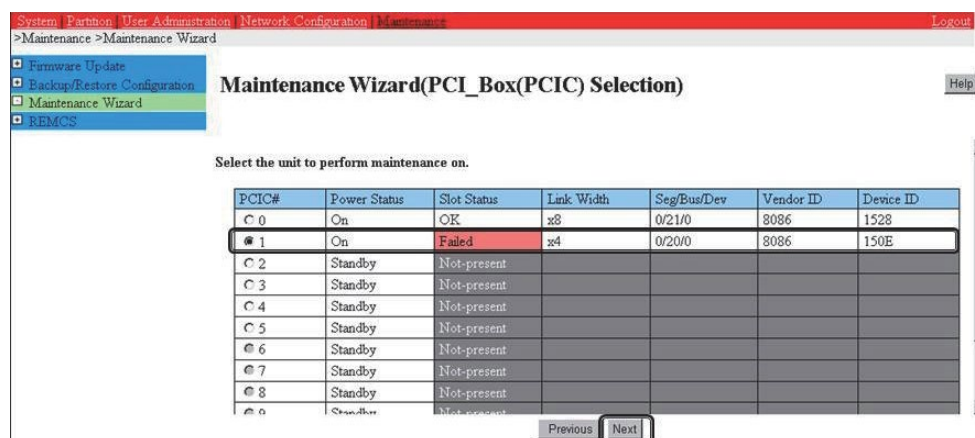 System | Partition | User Administration | Network Configuration | Maintenance Logout
>Maintenance >Maintenance Wizard
Firmware Update
Backup/Restore Configuration
Maintenance Wizard
REMCS
Maintenance Wizard(PCI_Box(PCIC) Selection)
Help
Select the unit to perform maintenance on.
PCIC# Power Status Slot Status Link Width Seg/Bus/Dev Vendor ID Device ID
0 On OK x8 0/21/0 8086 1528
1 On Failed x4 0/20/0 8086 150E
2 Standby Not-present
3 Standby Not-present
4 Standby Not-present
5 Standby Not-present
6 Standby Not-present
7 Standby Not-present
8 Standby Not-present
9 Standby Not-present
Previous Next